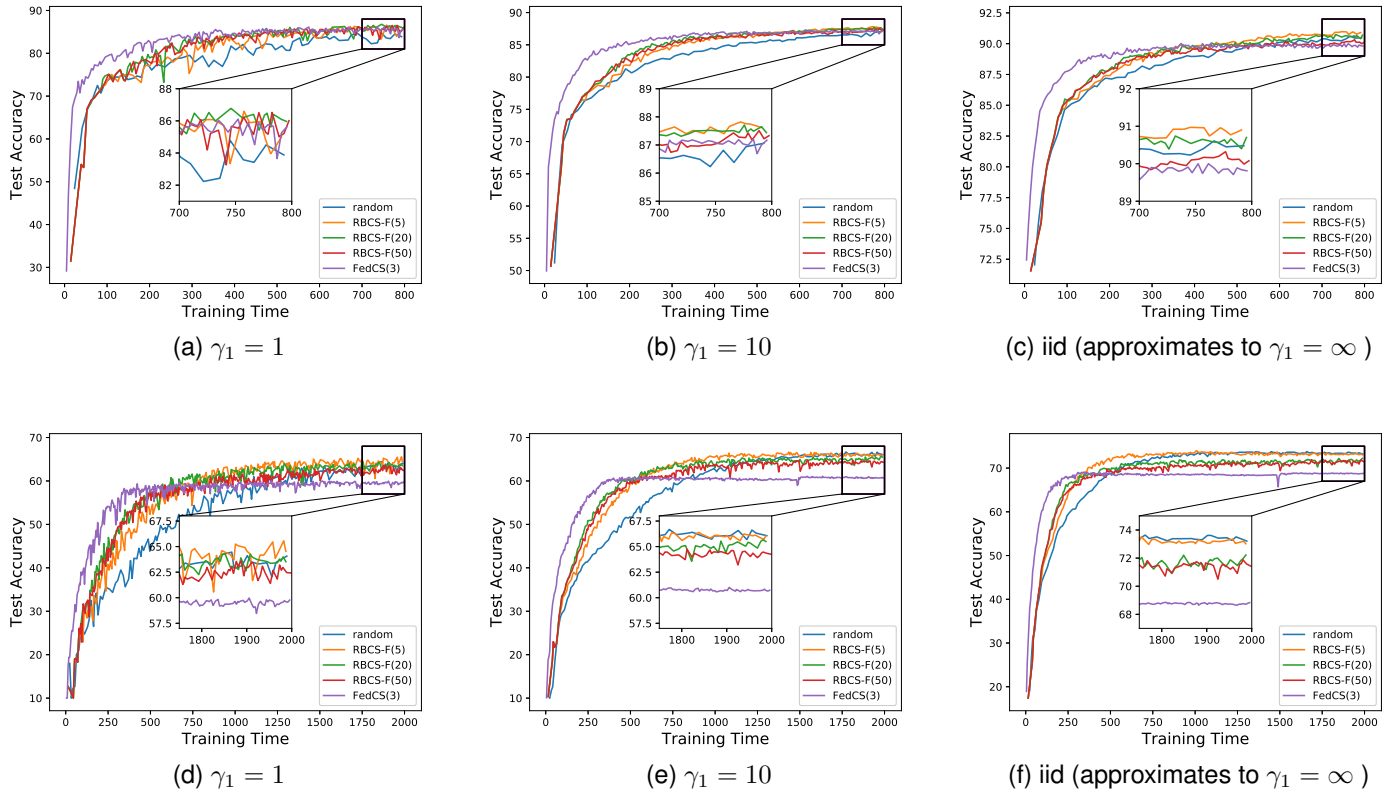 90
80
70
60
50
40
30
Test Accuracy
0 100 200 300 400 500 600 700 800
Training Time
88
86
84
82
700 750 800
random
RBCS-F(5)
RBCS-F(20)
RBCS-F(50)
FedCS(3)
(a) γ₁ = 1
90
85
80
75
70
65
60
55
50
Test Accuracy
0 100 200 300 400 500 600 700 800
Training Time
89
88
87
86
85
700 750 800
random
RBCS-F(5)
RBCS-F(20)
RBCS-F(50)
FedCS(3)
(b) γ₁ = 10
92.5
90.0
87.5
85.0
82.5
80.0
77.5
75.0
72.5
Test Accuracy
0 100 200 300 400 500 600 700 800
Training Time
92
91
90
89
700 750 800
random
RBCS-F(5)
RBCS-F(20)
RBCS-F(50)
FedCS(3)
(c) iid (approximates to γ₁ = ∞ )
70
60
50
40
30
20
10
Test Accuracy
0 250 500 750 1000 1250 1500 1750 2000
Training Time
67.5
65.0
62.5
60.0
57.5
1800 1900 2000
random
RBCS-F(5)
RBCS-F(20)
RBCS-F(50)
FedCS(3)
(d) γ₁ = 1
70
60
50
40
30
20
10
Test Accuracy
0 250 500 750 1000 1250 1500 1750 2000
Training Time
67.5
65.0
62.5
60.0
57.5
1800 1900 2000
random
RBCS-F(5)
RBCS-F(20)
RBCS-F(50)
FedCS(3)
(e) γ₁ = 10
70
60
50
40
30
20
Test Accuracy
0 250 500 750 1000 1250 1500 1750 2000
Training Time
74
72
70
68
1800 1900 2000
random
RBCS-F(5)
RBCS-F(20)
RBCS-F(50)
FedCS(3)
(f) iid (approximates to γ₁ = ∞ )